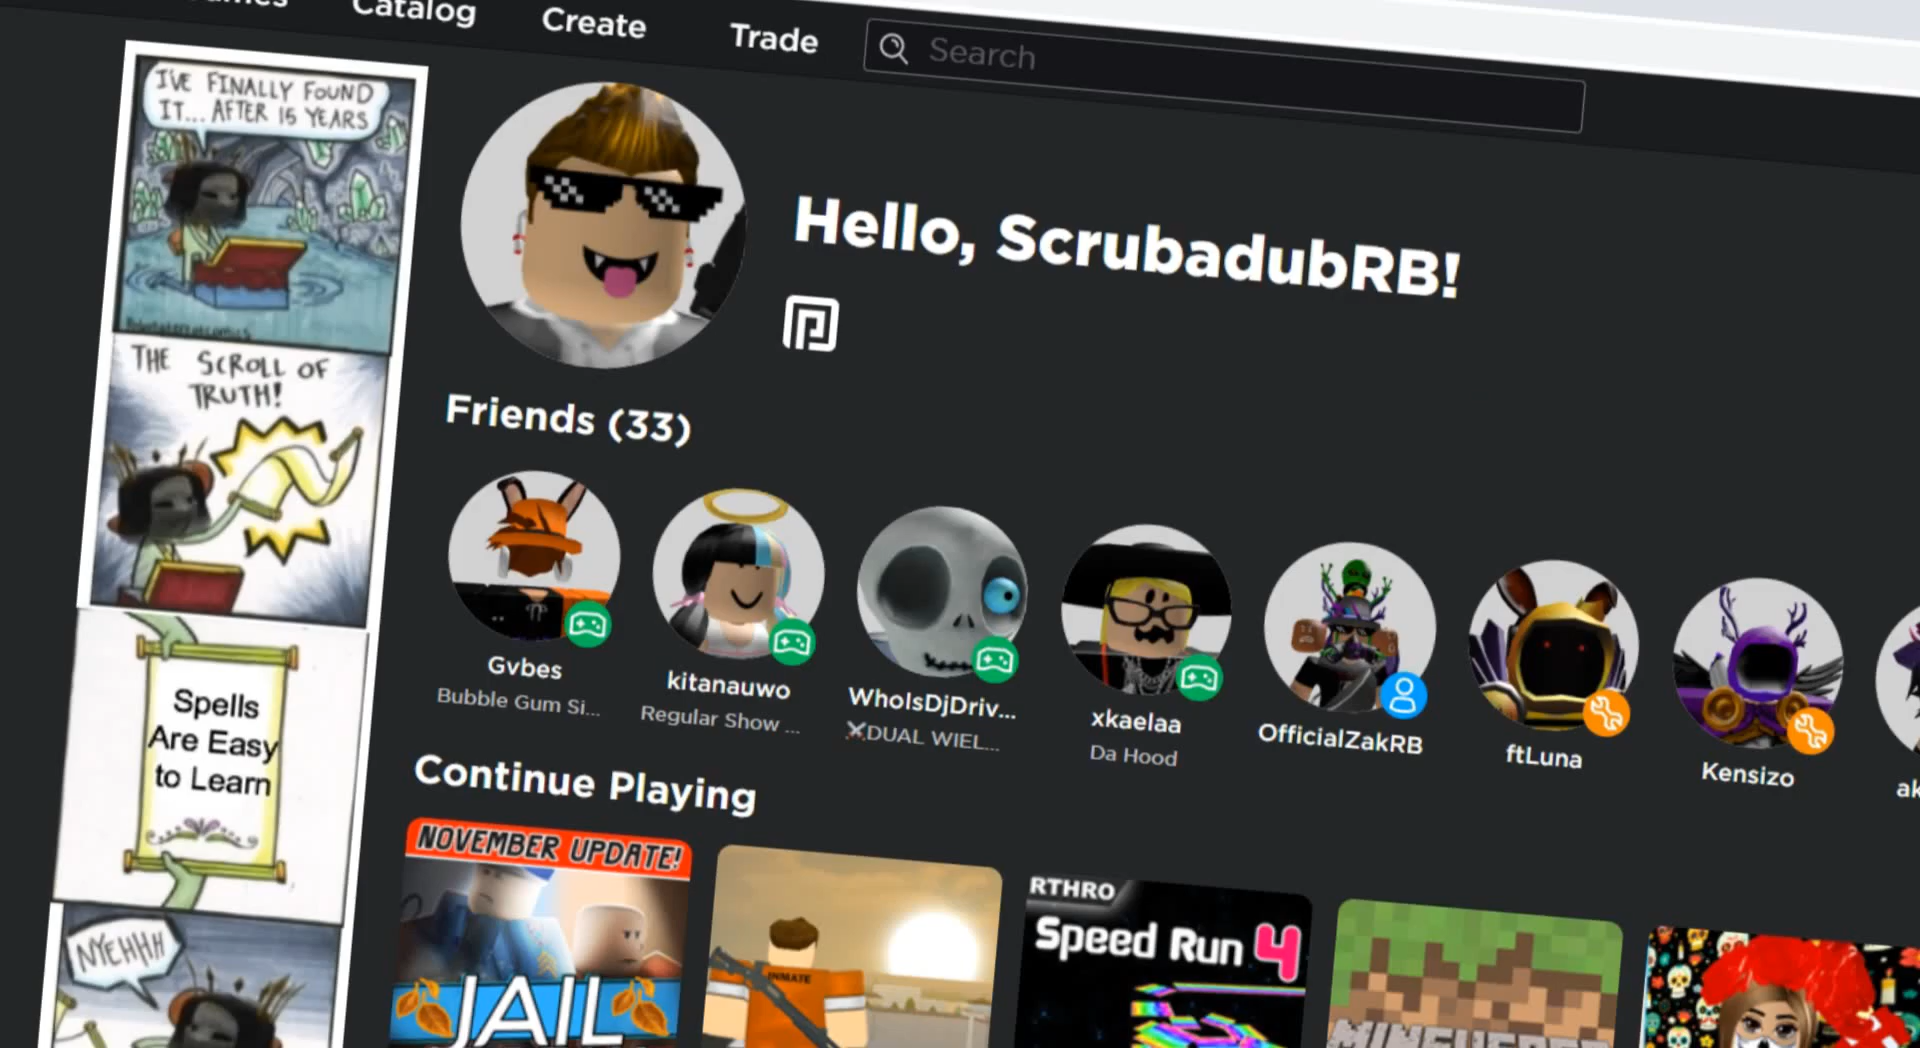 Catalog
Create
Trade
Search
I'VE FINALLY FOUND
IT... AFTER 15 YEARS
THE SCROLL OF
TRUTH!
Spells
Are Easy
to Learn
NYEHHH
Hello, ScrubadubRB!
Friends (33)
Gvbes
Bubble Gum Si...
kitanauwo
Regular Show ...
WhoIsDjDriv...
⚔DUAL WIEL...
xkaelaa
Da Hood
OfficialZakRB
ftLuna
Kensizo
Continue Playing
NOVEMBER UPDATE!
JAIL
INMATE
RTHRO
Speed Run 4